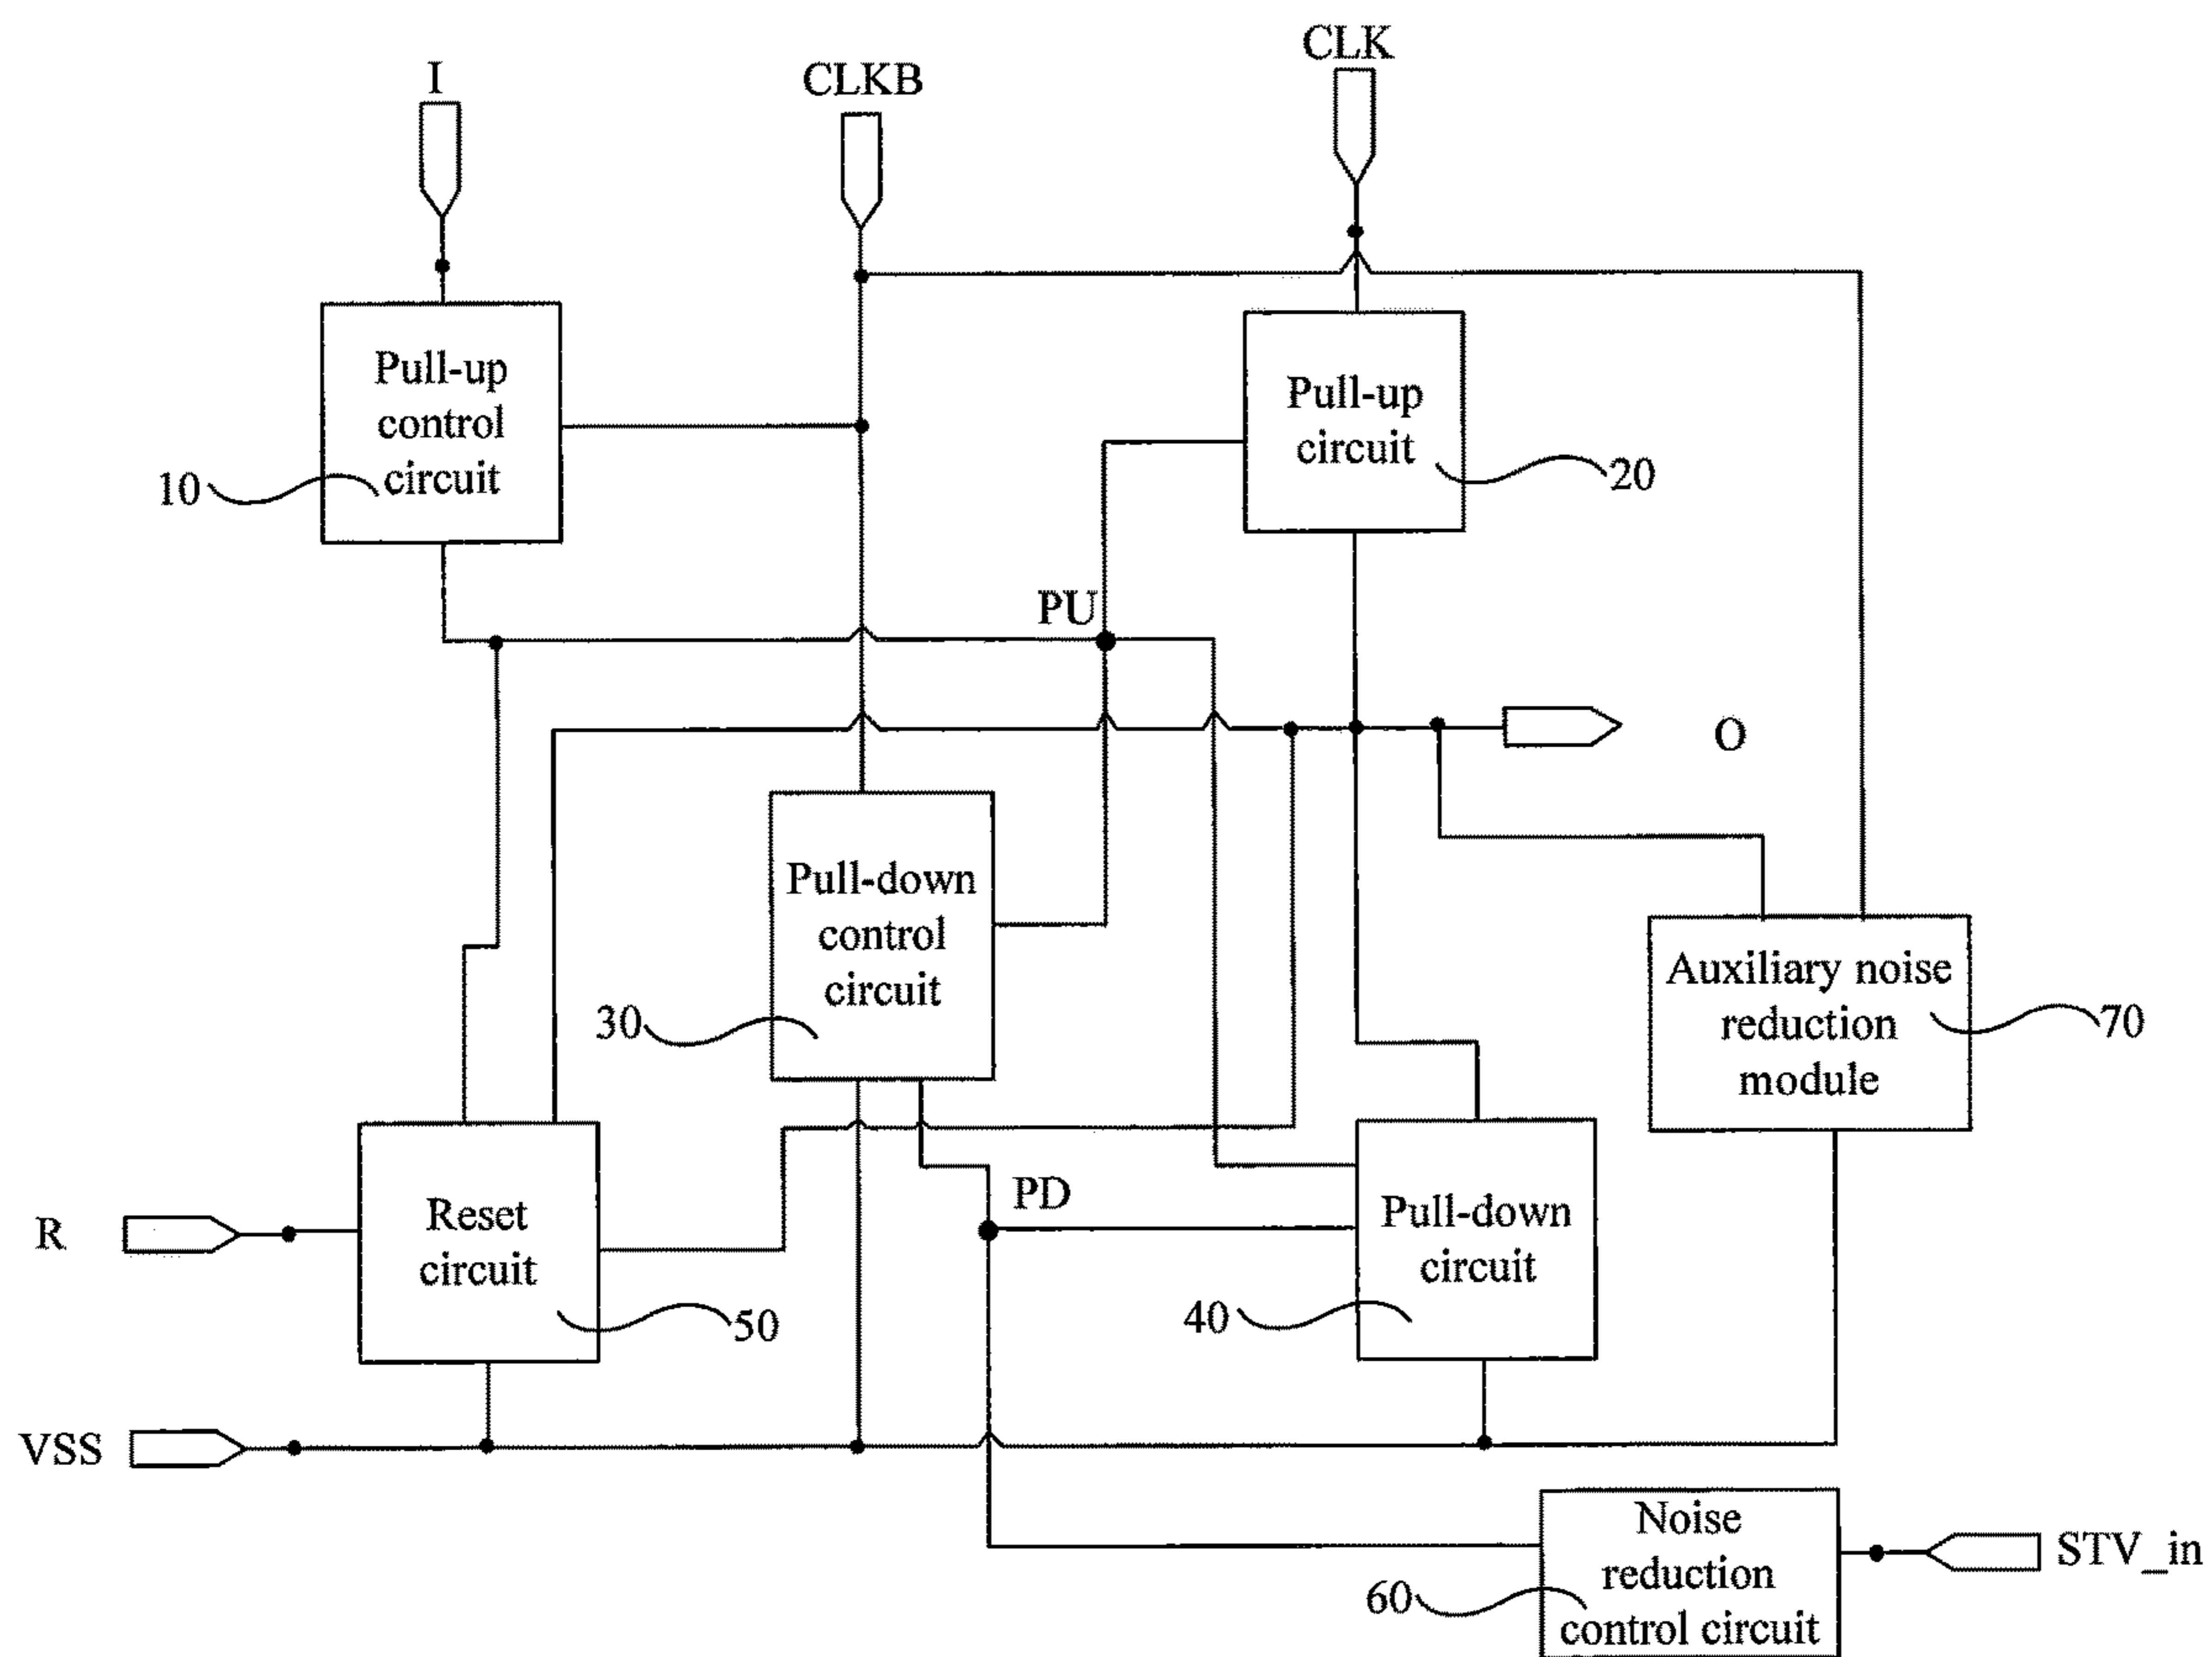 CLK
I
CLKB
Pull-up
control
circuit
10
Pull-up
circuit
20
PU
O
Pull-down
control
circuit
30
Auxiliary noise
reduction
module
70
Reset
circuit
50
R
PD
Pull-down
circuit
40
VSS
Noise
reduction
control circuit
60
STV_in